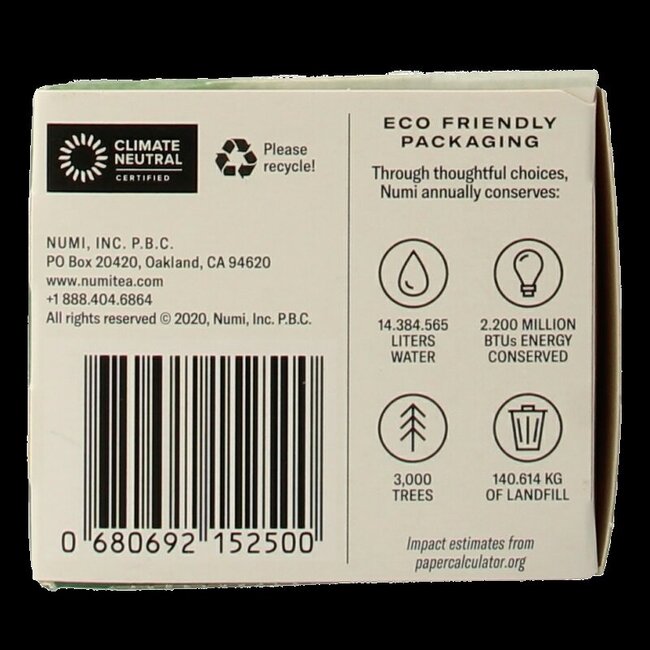 CLIMATE
NEUTRAL
CERTIFIED
Please
recycle!
NUMI, INC. P.B.C.
PO Box 20420, Oakland, CA 94620
www.numitea.com
+1 888.404.6864
All rights reserved © 2020, Numi, Inc. P.B.C.
0 680692 152500
ECO FRIENDLY
PACKAGING
Through thoughtful choices,
Numi annually conserves:
14.384.565
LITERS
WATER
2.200 MILLION
BTUs ENERGY
CONSERVED
3,000
TREES
140.614 KG
OF LANDFILL
Impact estimates from
papercalculator.org